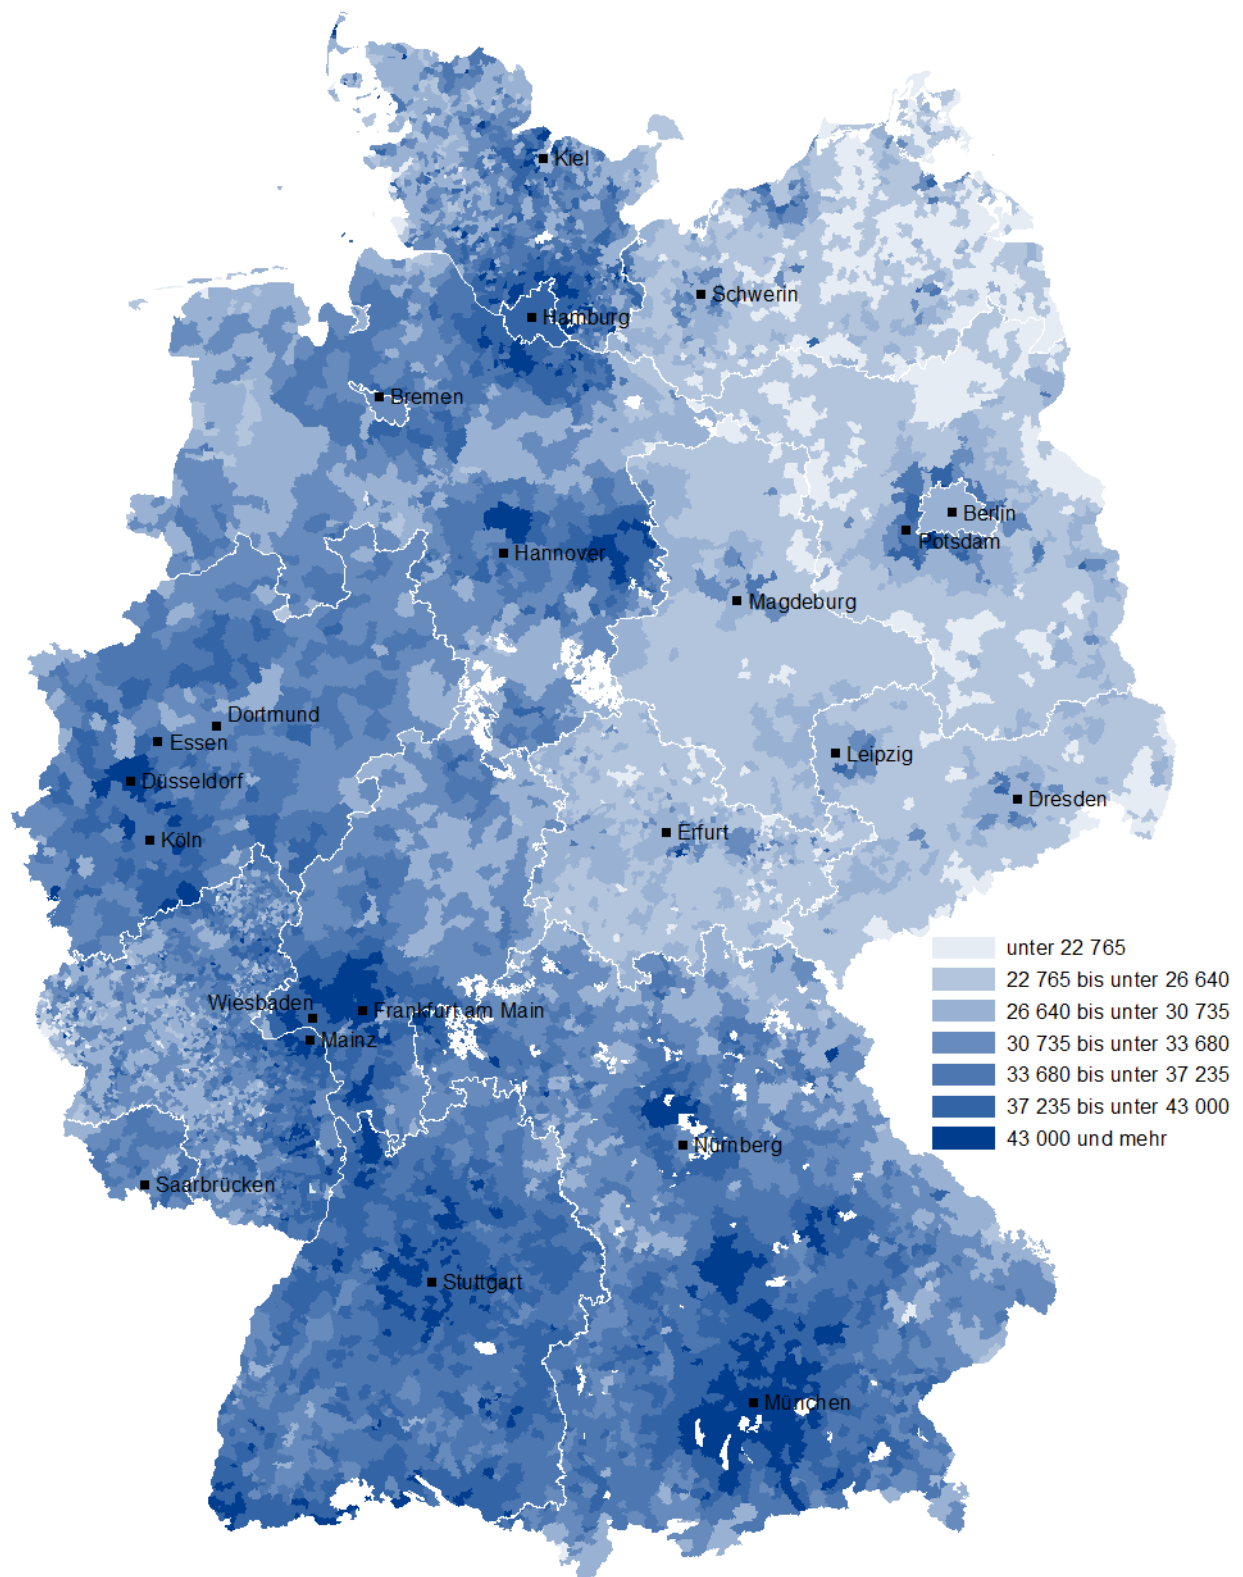 Kiel
Schwerin
Hamburg
Bremen
Berlin
Potsdam
Hannover
Magdeburg
Dortmund
Essen
Leipzig
Düsseldorf
Dresden
Erfurt
Köln
unter 22 765
22 765 bis unter 26 640
26 640 bis unter 30 735
30 735 bis unter 33 680
33 680 bis unter 37 235
37 235 bis unter 43 000
43 000 und mehr
Wiesbaden
Frankfurt am Main
Mainz
Nürnberg
Saarbrücken
Stuttgart
München